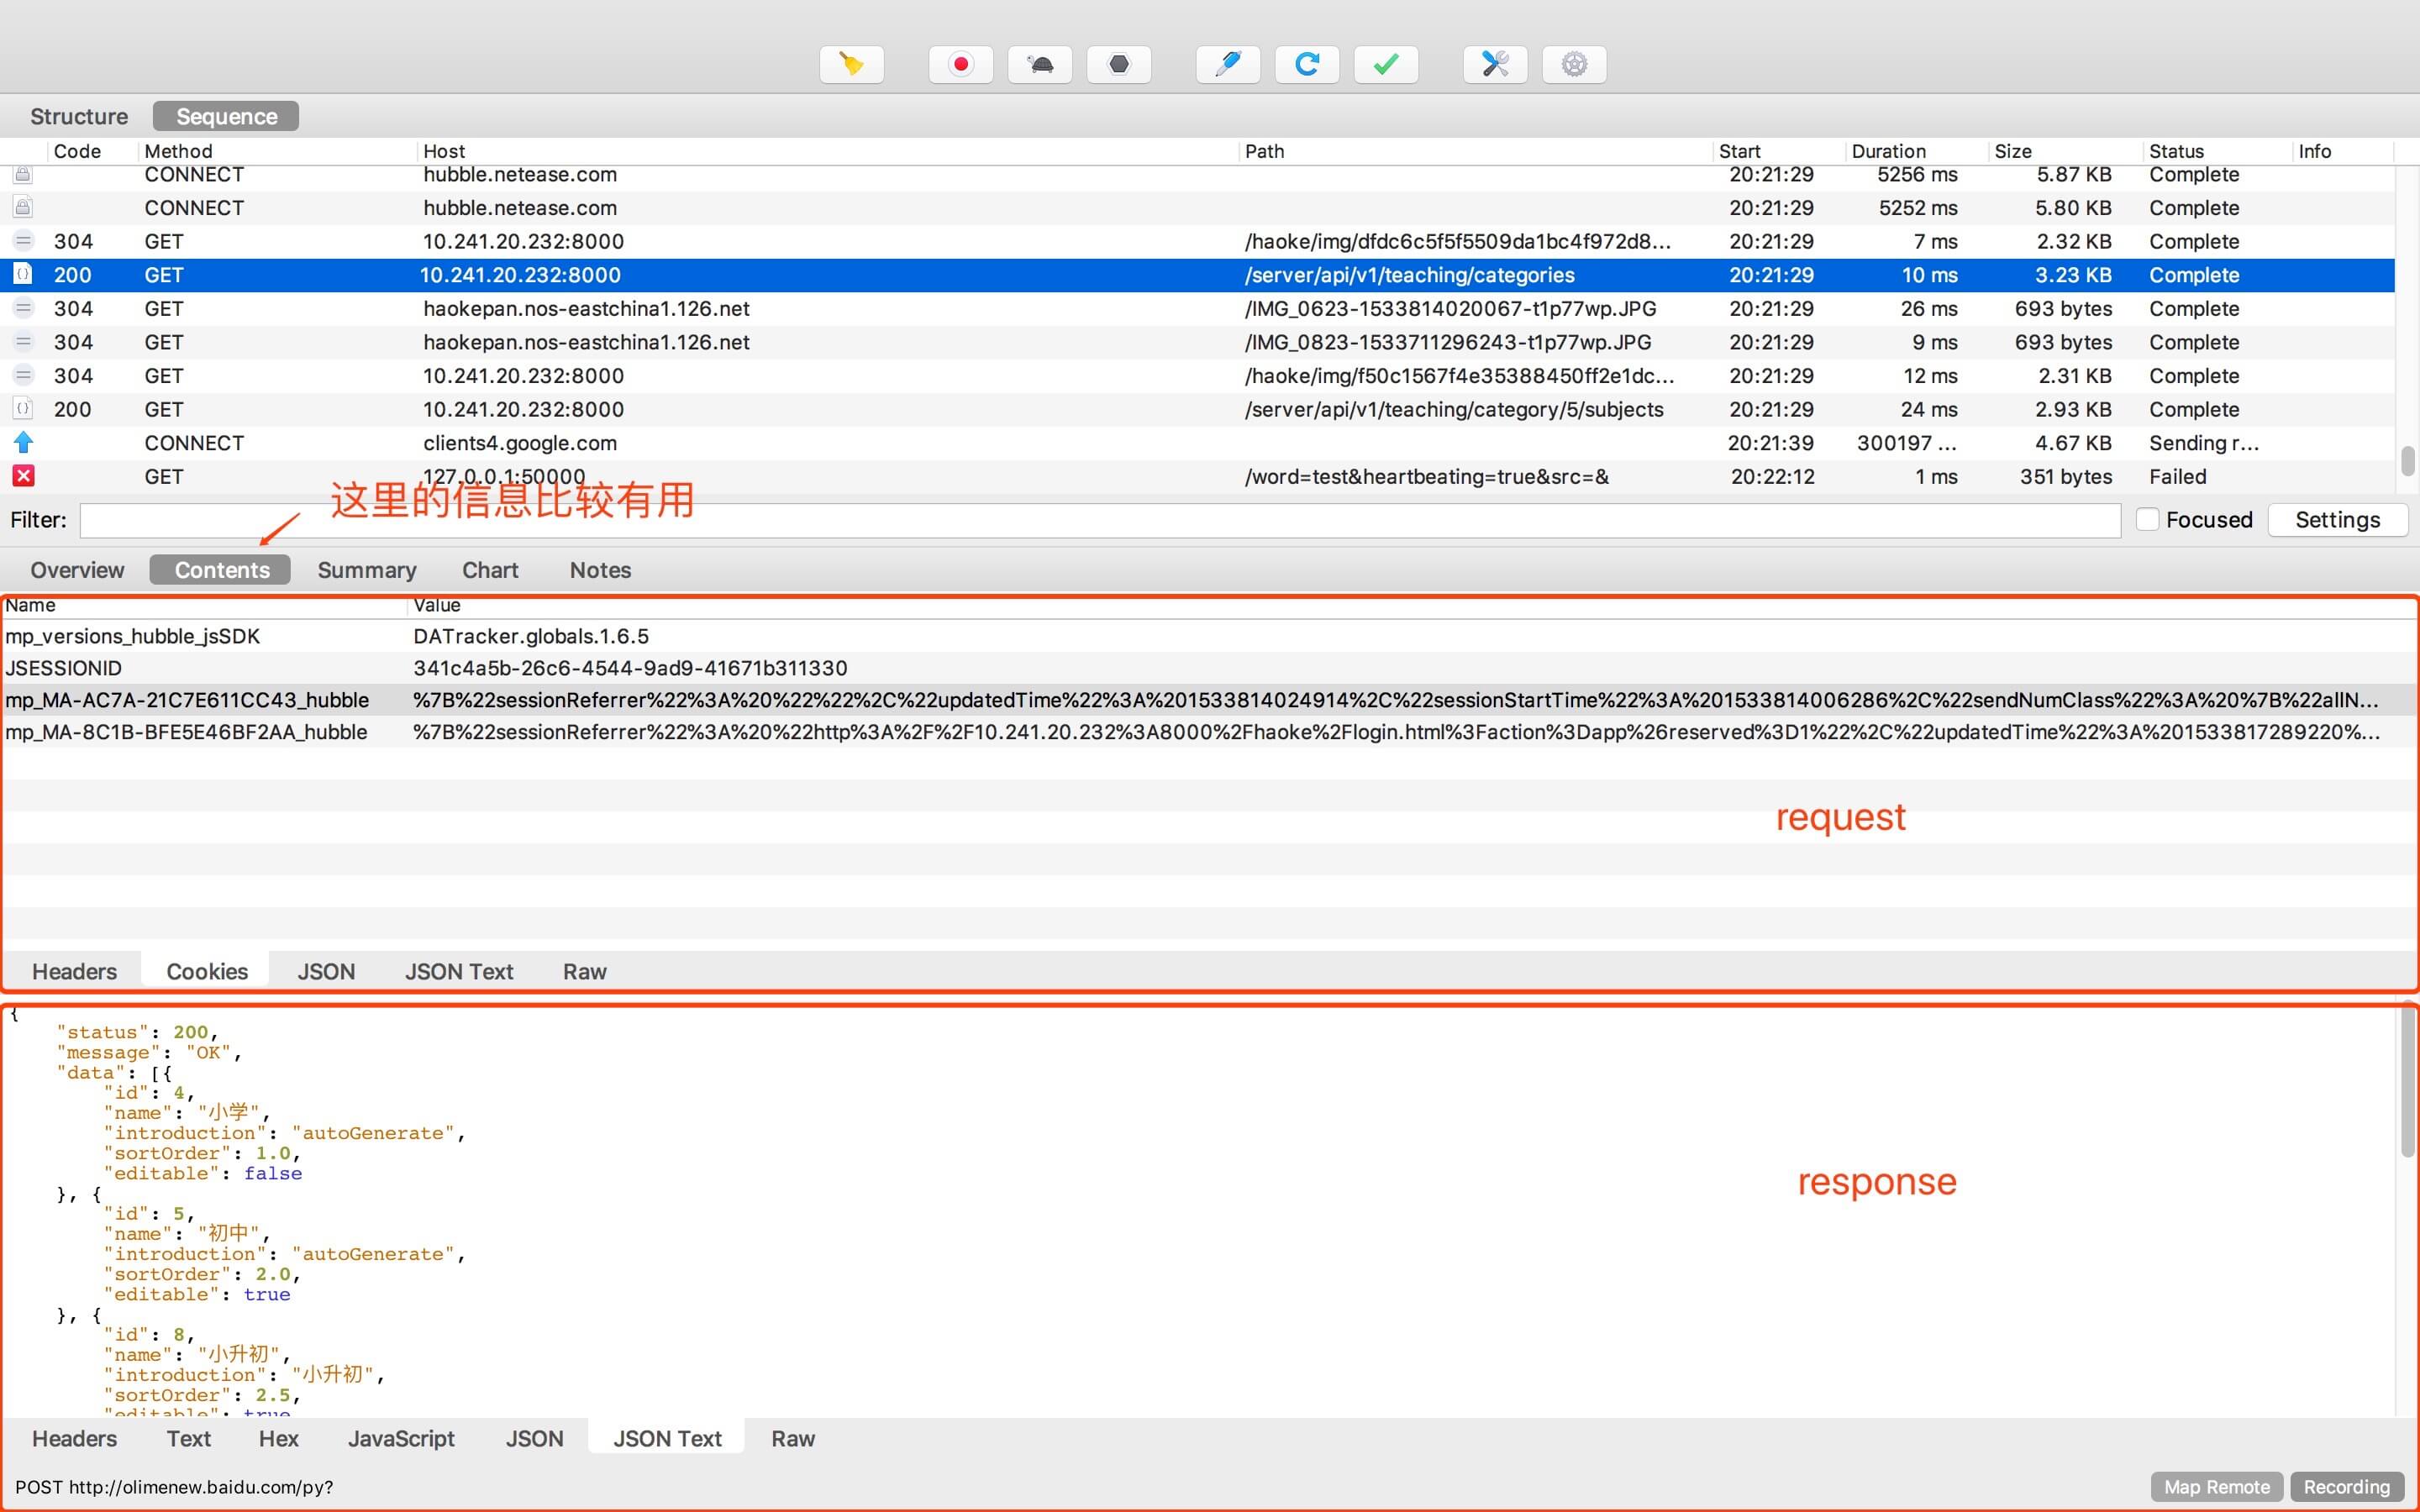 Structure Sequence
Code Method Host Path Start Duration Size Status Info
CONNECT hubble.netease.com 20:21:29 5256 ms 5.87 KB Complete
CONNECT hubble.netease.com 20:21:29 5252 ms 5.80 KB Complete
304 GET 10.241.20.232:8000 /haoke/img/dfdc6c5f5f5509da1bc4f972d8... 20:21:29 7 ms 2.32 KB Complete
200 GET 10.241.20.232:8000 /server/api/v1/teaching/categories 20:21:29 10 ms 3.23 KB Complete
304 GET haokepan.nos-eastchina1.126.net /IMG_0623-1533814020067-t1p77wp.JPG 20:21:29 26 ms 693 bytes Complete
304 GET haokepan.nos-eastchina1.126.net /IMG_0823-1533711296243-t1p77wp.JPG 20:21:29 9 ms 693 bytes Complete
304 GET 10.241.20.232:8000 /haoke/img/f50c1567f4e35388450ff2e1dc... 20:21:29 12 ms 2.31 KB Complete
200 GET 10.241.20.232:8000 /server/api/v1/teaching/category/5/subjects 20:21:29 24 ms 2.93 KB Complete
CONNECT clients4.google.com 20:21:39 300197 ... 4.67 KB Sending r...
GET 127.0.0.1:50000 /word=test&heartbeating=true&src=& 20:22:12 1 ms 351 bytes Failed
这里的信息比较有用
Filter: Focused Settings
Overview Contents Summary Chart Notes
Name Value
mp_versions_hubble_jsSDK DATracker.globals.1.6.5
JSESSIONID 341c4a5b-26c6-4544-9ad9-41671b311330
mp_MA-AC7A-21C7E611CC43_hubble %7B%22sessionReferrer%22%3A%20%22%22%2C%22updatedTime%22%3A%201533814024914%2C%22sessionStartTime%22%3A%201533814006286%2C%22sendNumClass%22%3A%20%7B%22allN...
mp_MA-8C1B-BFE5E46BF2AA_hubble %7B%22sessionReferrer%22%3A%20%22http%3A%2F%2F10.241.20.232%3A8000%2Fhaoke%2Flogin.html%3Faction%3Dapp%26reserved%3D1%22%2C%22updatedTime%22%3A%201533817289220%...
request
Headers Cookies JSON JSON Text Raw
{
"status": 200,
"message": "OK",
"data": [{
"id": 4,
"name": "小学",
"introduction": "autoGenerate",
"sortOrder": 1.0,
"editable": false
}, {
"id": 5,
"name": "初中",
"introduction": "autoGenerate",
"sortOrder": 2.0,
"editable": true
}, {
"id": 8,
"name": "小升初",
"introduction": "小升初",
"sortOrder": 2.5,
"editable": true
response
Headers Text Hex JavaScript JSON JSON Text Raw
POST http://olimenew.baidu.com/py? Map Remote Recording